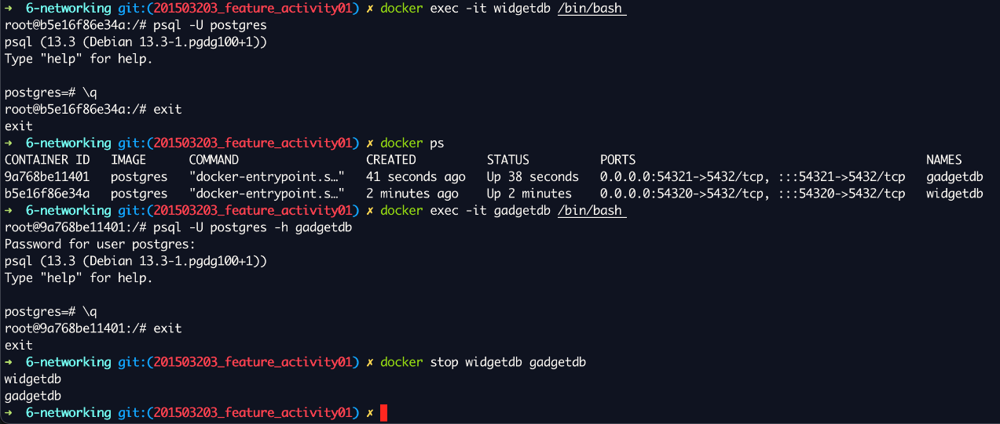 → 6-networking git:(201503203_feature_activity01) ✗ docker exec -it widgetdb /bin/bash
root@b5e16f86e34a:/# psql -U postgres
psql (13.3 (Debian 13.3-1.pgdg100+1))
Type "help" for help.
postgres=# \q
root@b5e16f86e34a:/# exit
exit
→ 6-networking git:(201503203_feature_activity01) ✗ docker ps
CONTAINER ID IMAGE COMMAND CREATED STATUS PORTS NAMES
9a768be11401 postgres "docker-entrypoint.s…" 41 seconds ago Up 38 seconds 0.0.0.0:54321->5432/tcp, :::54321->5432/tcp gadgetdb
b5e16f86e34a postgres "docker-entrypoint.s…" 2 minutes ago Up 2 minutes 0.0.0.0:54320->5432/tcp, :::54320->5432/tcp widgetdb
→ 6-networking git:(201503203_feature_activity01) ✗ docker exec -it gadgetdb /bin/bash
root@9a768be11401:/# psql -U postgres -h gadgetdb
Password for user postgres:
psql (13.3 (Debian 13.3-1.pgdg100+1))
Type "help" for help.
postgres=# \q
root@9a768be11401:/# exit
exit
→ 6-networking git:(201503203_feature_activity01) ✗ docker stop widgetdb gadgetdb
widgetdb
gadgetdb
→ 6-networking git:(201503203_feature_activity01) ✗